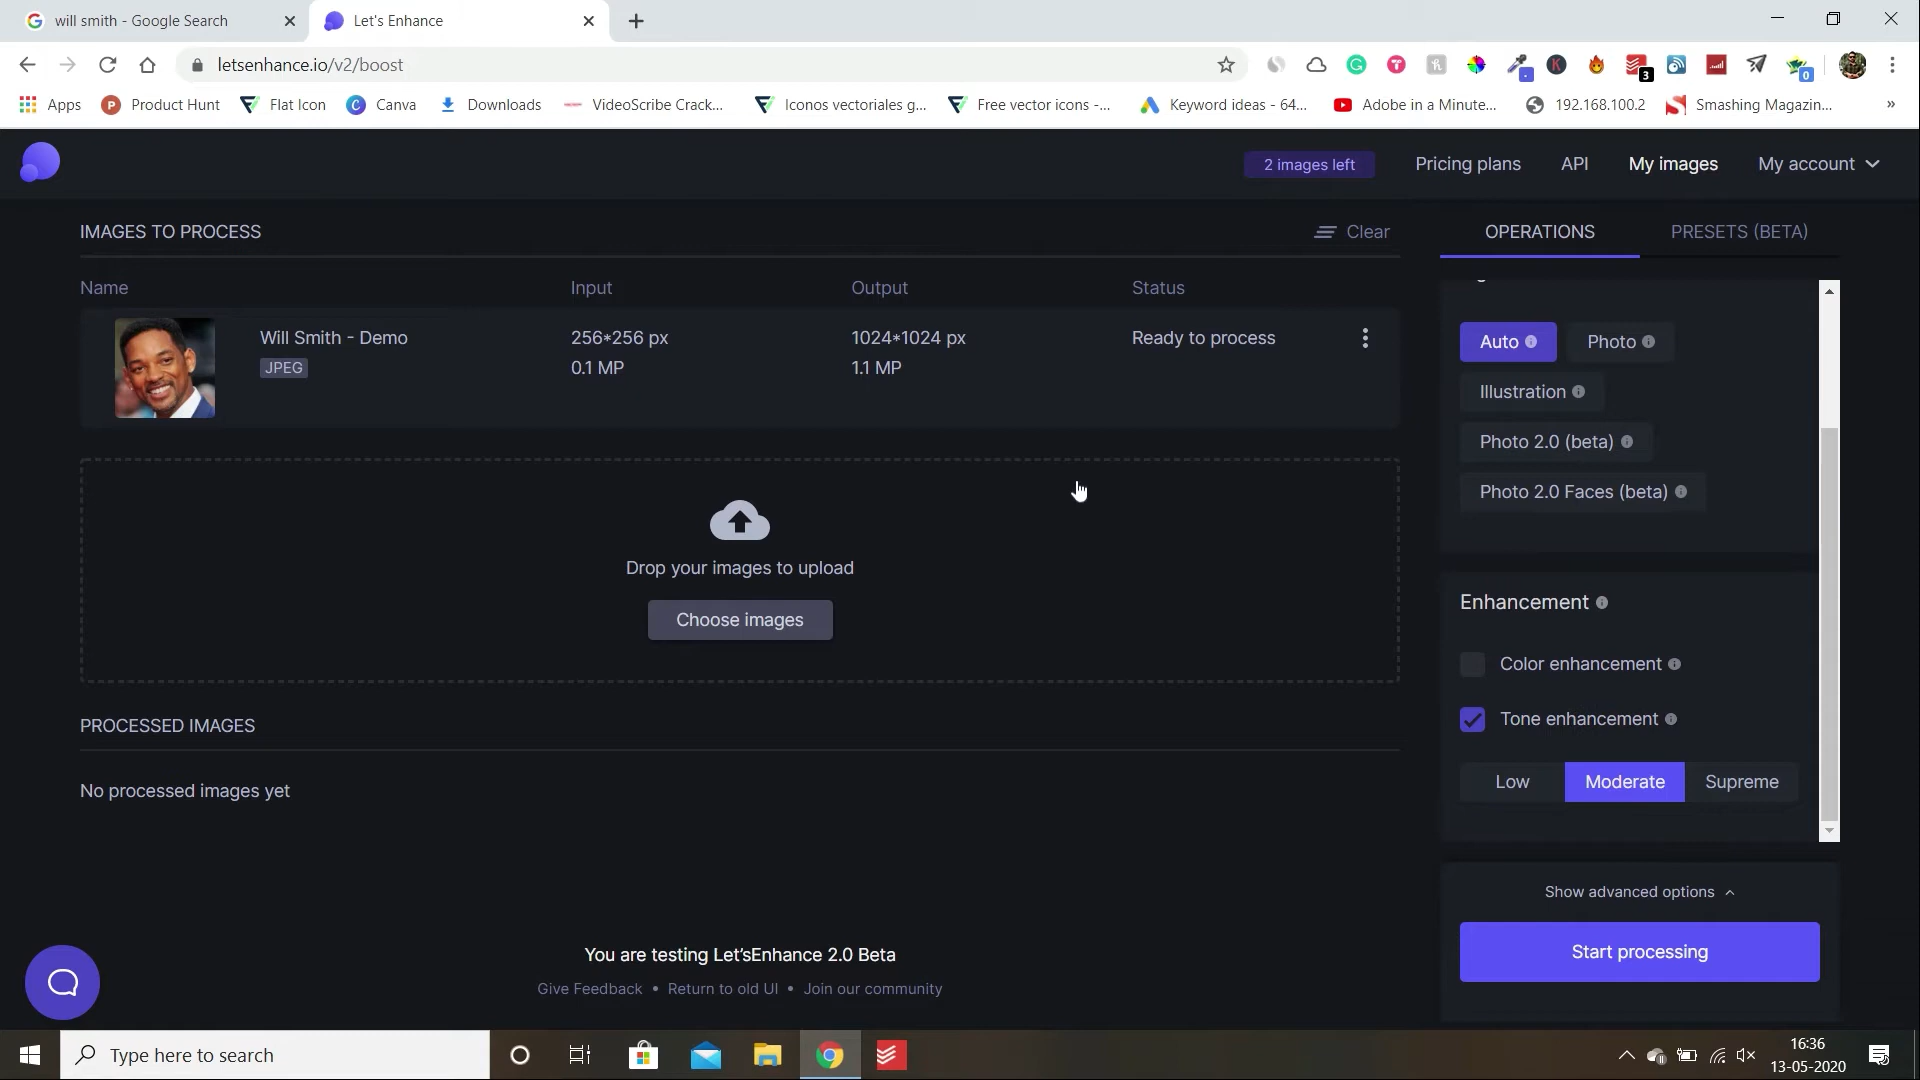 will smith - Google Search
Let's Enhance
letsenhance.io/v2/boost
3
0
Apps
Product Hunt
Flat Icon
Canva
Downloads
VideoScribe Crack...
Iconos vectoriales g...
Free vector icons -...
Keyword ideas - 64...
Adobe in a Minute...
192.168.100.2
Smashing Magazin...
»
2 images left
Pricing plans
API
My images
My account
IMAGES TO PROCESS
Clear
OPERATIONS
PRESETS (BETA)
Name
Input
Output
Status
Will Smith - Demo
256*256 px
1024*1024 px
Ready to process
JPEG
0.1 MP
1.1 MP
Auto
Photo
Illustration
Photo 2.0 (beta)
Photo 2.0 Faces (beta)
Drop your images to upload
Choose images
Enhancement
Color enhancement
Tone enhancement
Low
Moderate
Supreme
PROCESSED IMAGES
No processed images yet
Show advanced options
Start processing
You are testing Let'sEnhance 2.0 Beta
Give Feedback • Return to old UI • Join our community
Type here to search
16:36
13-05-2020